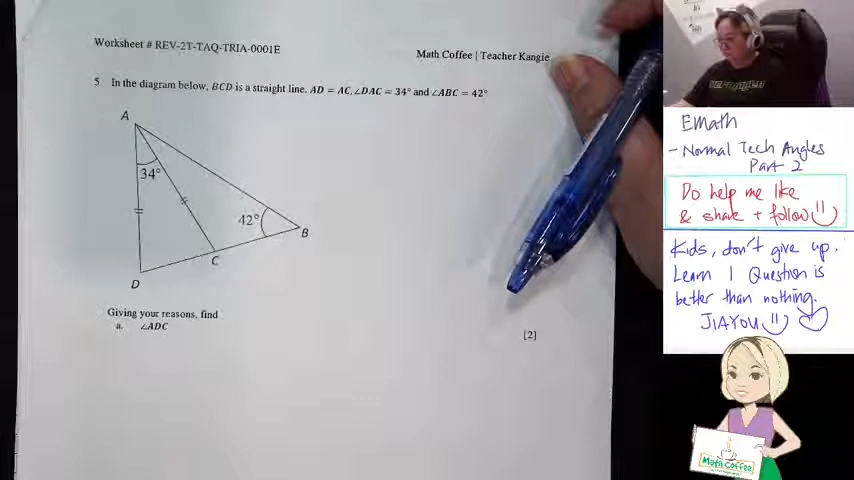 Worksheet # REV-2T-TAQ-TRIA-0001E
Math Coffee | Teacher Kangie
5 In the diagram below, BCD is a straight line. AD = AC, ∠DAC = 34° and ∠ABC = 42°
A
34°
42°
B
C
D
Giving your reasons, find
a. ∠ADC
[2]
EMath
- Normal Tech Angles
Part 2
Do help me like
& share + follow
Kids, don't give up.
Learn 1 Question is
better than nothing.
JIAYOU
Math Coffee